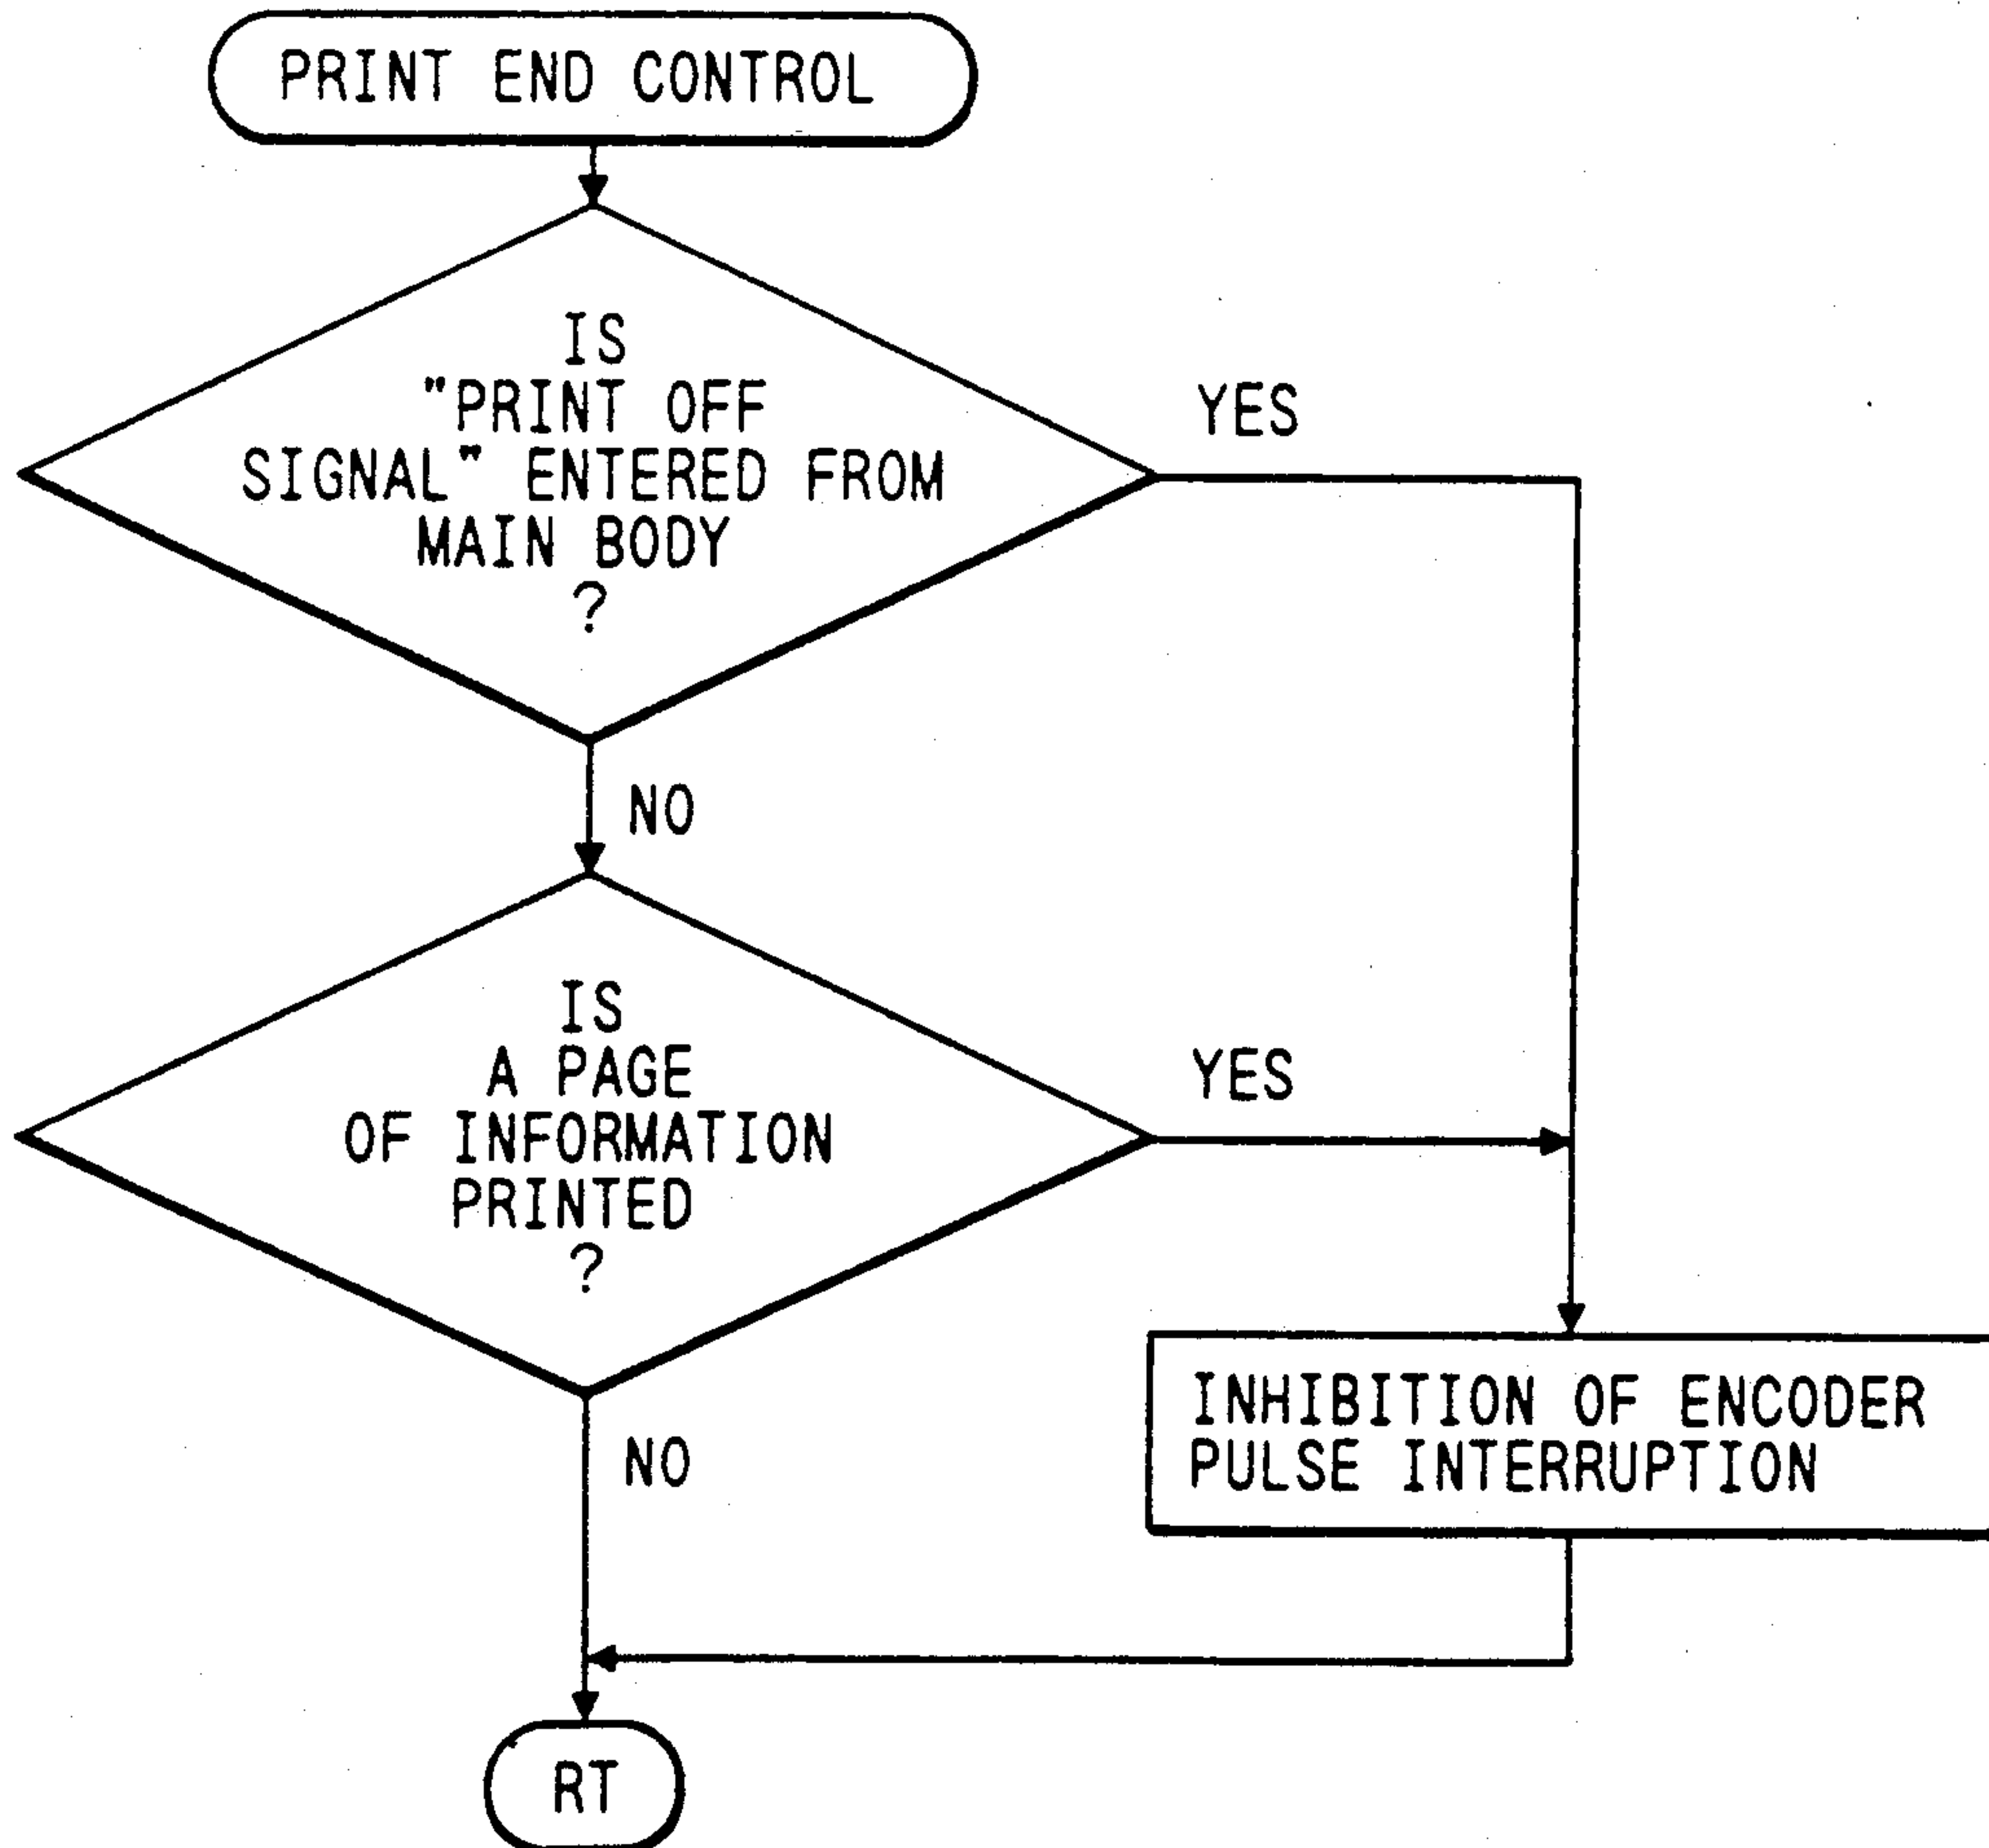 PRINT END CONTROL
IS
"PRINT OFF
SIGNAL" ENTERED FROM
MAIN BODY
?
YES
NO
IS
A PAGE
OF INFORMATION
PRINTED
?
YES
INHIBITION OF ENCODER
PULSE INTERRUPTION
NO
RT